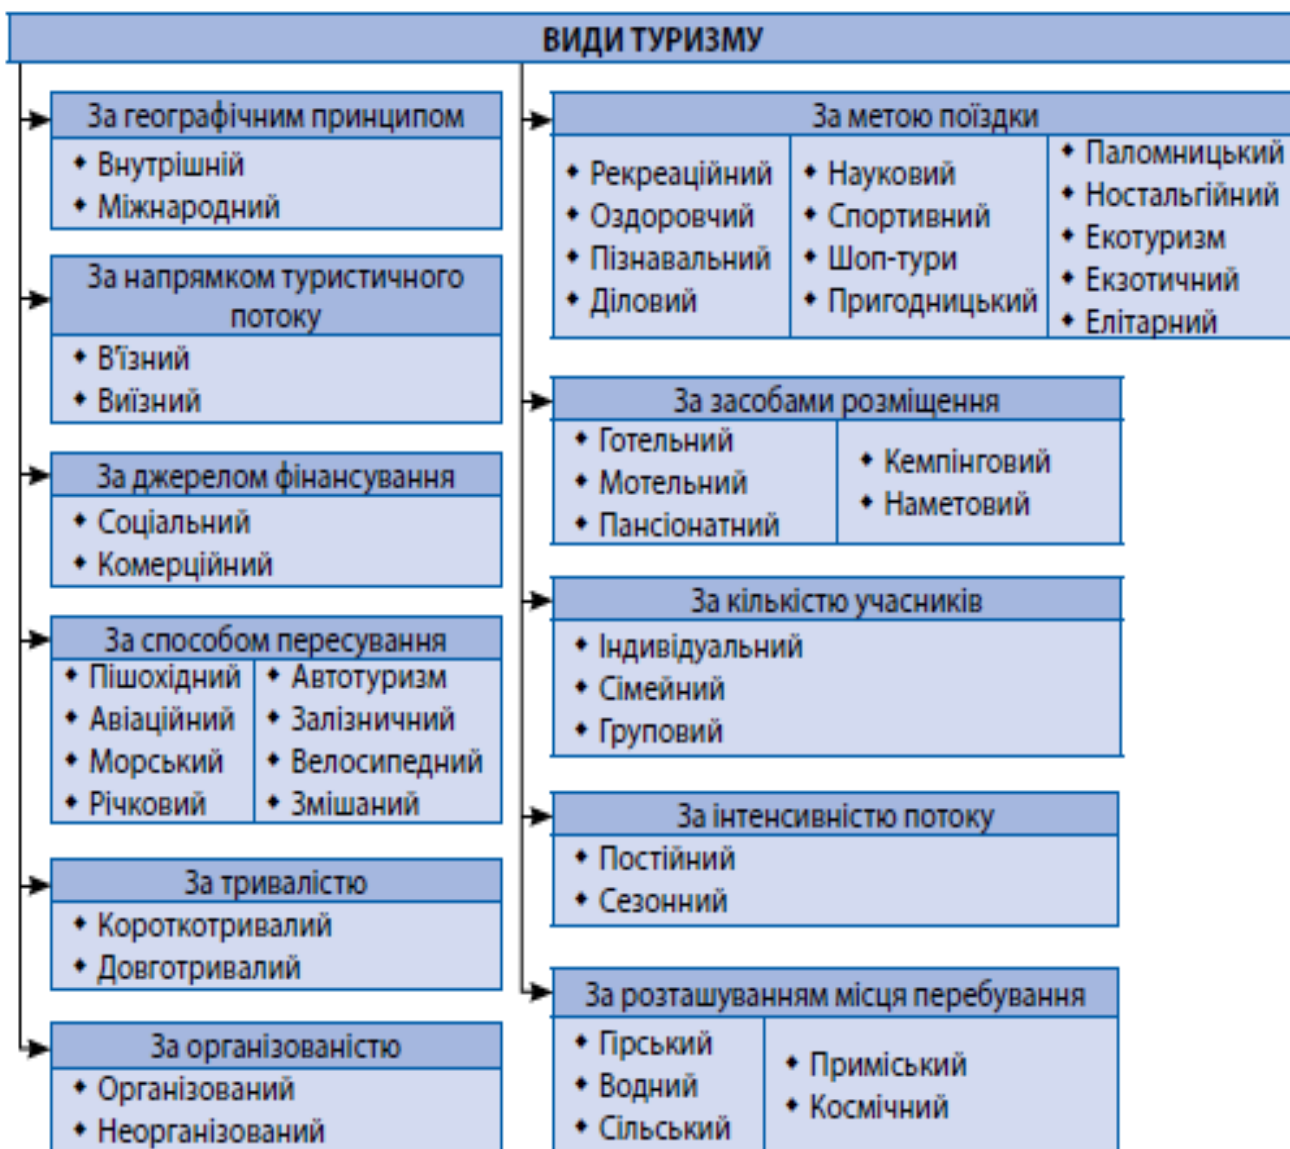 ВИДИ ТУРИЗМУ
За географічним принципом
◆ Внутрішній
◆ Міжнародний
За напрямком туристичного
потоку
◆ В'їзний
◆ Виїзний
За джерелом фінансування
◆ Соціальний
◆ Комерційний
За способом пересування
◆ Пішохідний
◆ Авіаційний
◆ Морський
◆ Річковий
◆ Автотуризм
◆ Залізничний
◆ Велосипедний
◆ Змішаний
За тривалістю
◆ Короткотривалий
◆ Довготривалий
За організованістю
◆ Організований
◆ Неорганізований
За метою поїздки
◆ Рекреаційний
◆ Оздоровчий
◆ Пізнавальний
◆ Діловий
◆ Науковий
◆ Спортивний
◆ Шоп-тури
◆ Пригодницький
◆ Паломницький
◆ Ностальгійний
◆ Екотуризм
◆ Екзотичний
◆ Елітарний
За засобами розміщення
◆ Готельний
◆ Мотельний
◆ Пансіонатний
◆ Кемпінговий
◆ Наметовий
За кількістю учасників
◆ Індивідуальний
◆ Сімейний
◆ Груповий
За інтенсивністю потоку
◆ Постійний
◆ Сезонний
За розташуванням місця перебування
◆ Гірський
◆ Водний
◆ Сільський
◆ Приміський
◆ Космічний